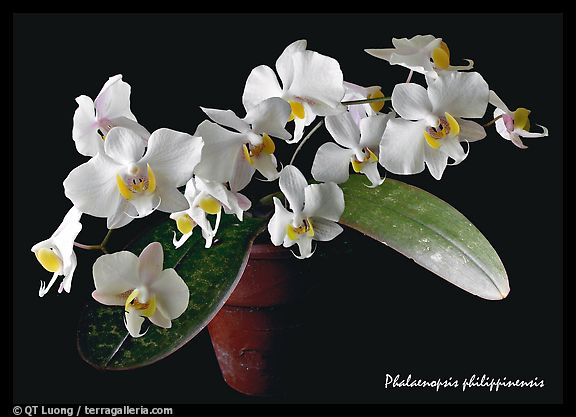 Phalaenopsis philippinensis
© QT Luong / terragalleria.com